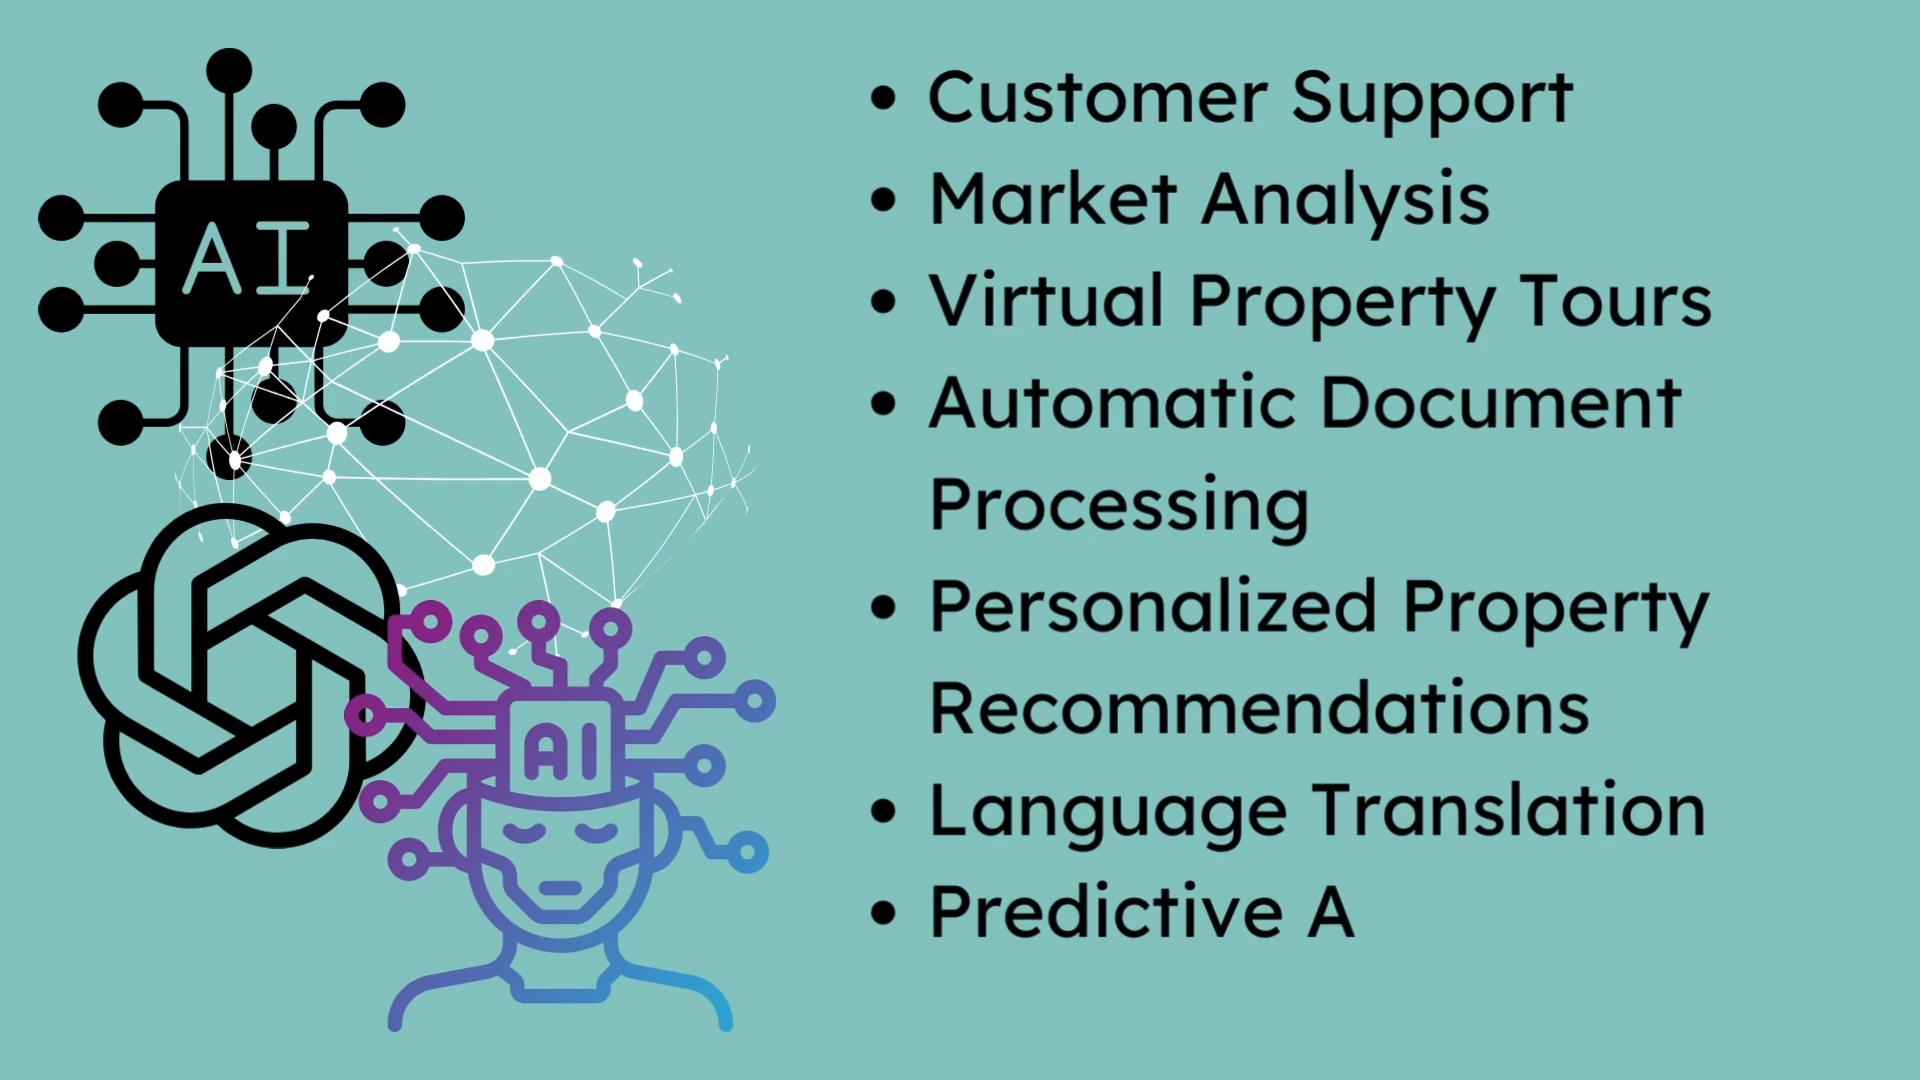 AI
AI
• Customer Support
• Market Analysis
• Virtual Property Tours
• Automatic Document
Processing
• Personalized Property
Recommendations
• Language Translation
• Predictive A